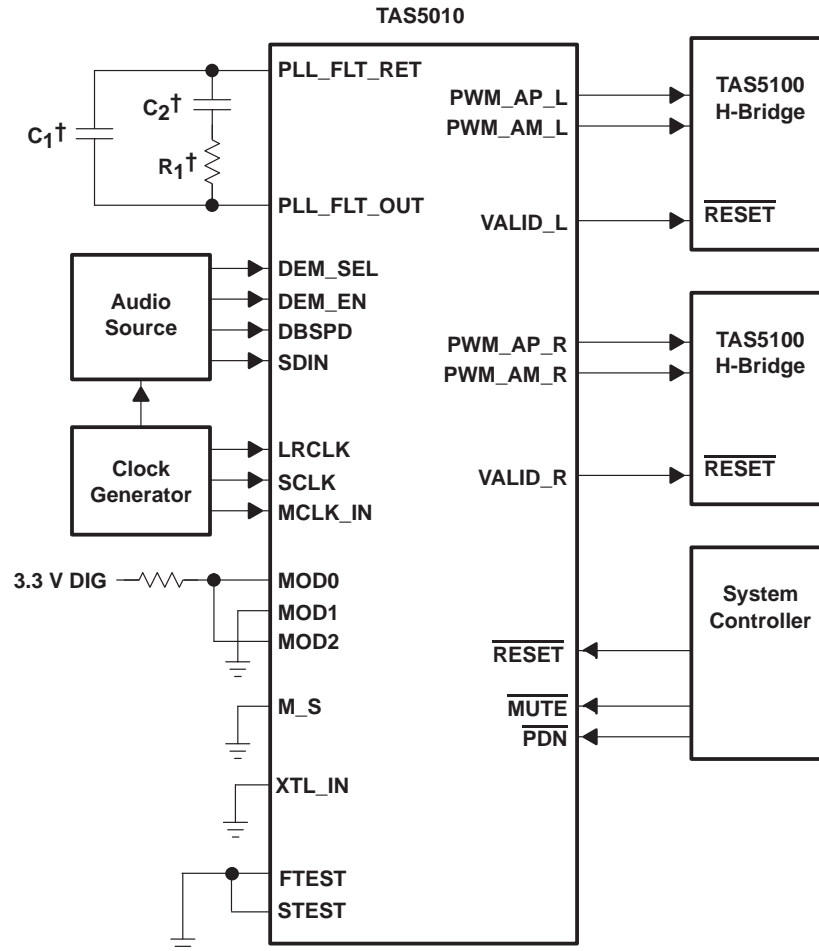 TAS5010
PLL_FLT_RET
C2†
C1†
R1†
PLL_FLT_OUT
PWM_AP_L
PWM_AM_L
VALID_L
TAS5100
H-Bridge
RESET
Audio
Source
DEM_SEL
DEM_EN
DBSPD
SDIN
PWM_AP_R
PWM_AM_R
VALID_R
TAS5100
H-Bridge
RESET
Clock
Generator
LRCLK
SCLK
MCLK_IN
3.3 V DIG
MOD0
MOD1
MOD2
System
Controller
RESET
MUTE
PDN
M_S
XTL_IN
FTEST
STEST